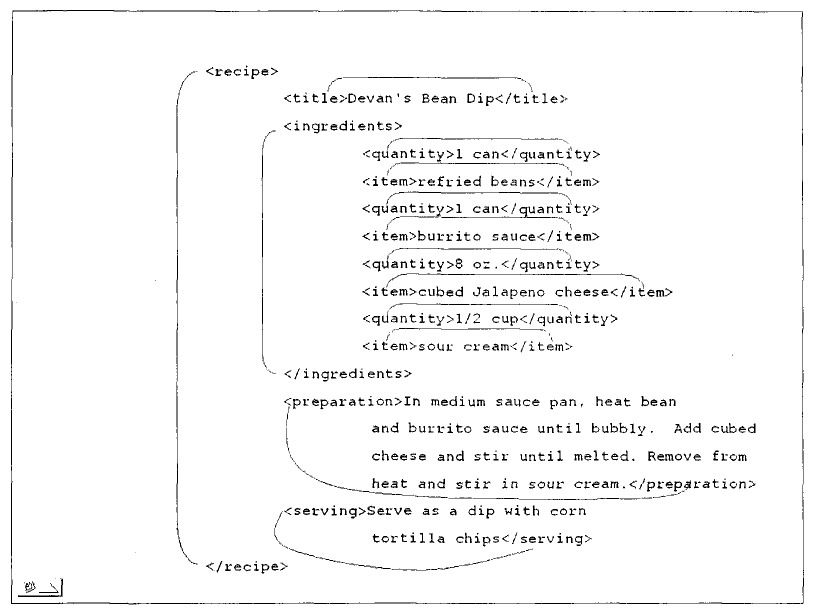 <recipe>
<title>Devan's Bean Dip</title>
<ingredients>
<quantity>1 can</quantity>
<item>refried beans</item>
<quantity>1 can</quantity>
<item>burrito sauce</item>
<quantity>8 oz.</quantity>
<item>cubed Jalapeno cheese</item>
<quantity>1/2 cup</quantity>
<item>sour cream</item>
</ingredients>
<preparation>In medium sauce pan, heat bean
and burrito sauce until bubbly.  Add cubed
cheese and stir until melted. Remove from
heat and stir in sour cream.</preparation>
<serving>Serve as a dip with corn
tortilla chips</serving>
</recipe>